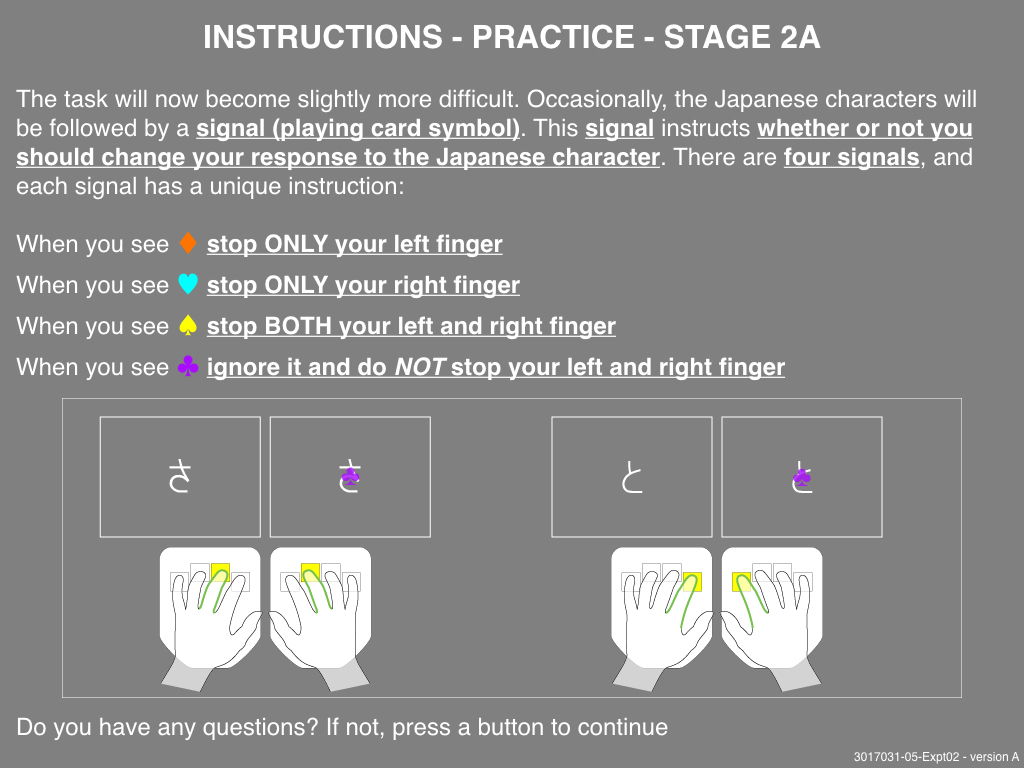 INSTRUCTIONS - PRACTICE - STAGE 2A
The task will now become slightly more difficult. Occasionally, the Japanese characters will
be followed by a signal (playing card symbol). This signal instructs whether or not you
should change your response to the Japanese character. There are four signals, and
each signal has a unique instruction:
When you see ♦ stop ONLY your left finger
When you see ♥ stop ONLY your right finger
When you see ♠ stop BOTH your left and right finger
When you see ♣ ignore it and do NOT stop your left and right finger
さ さ と と
Do you have any questions? If not, press a button to continue
3017031-05-Expt02 - version A